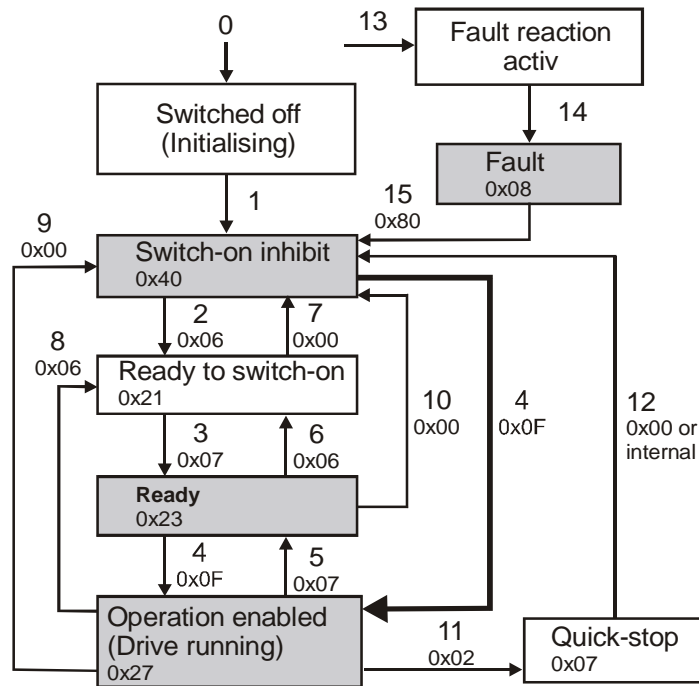 0
13
Fault reaction
activ
Switched off
(Initialising)
14
1
Fault
0x08
15
0x80
9
0x00
Switch-on inhibit
0x40
2
0x06
7
0x00
8
0x06
Ready to switch-on
0x21
10
0x00
4
0x0F
12
0x00 or
internal
3
0x07
6
0x06
Ready
0x23
4
0x0F
5
0x07
Operation enabled
(Drive running)
0x27
11
0x02
Quick-stop
0x07